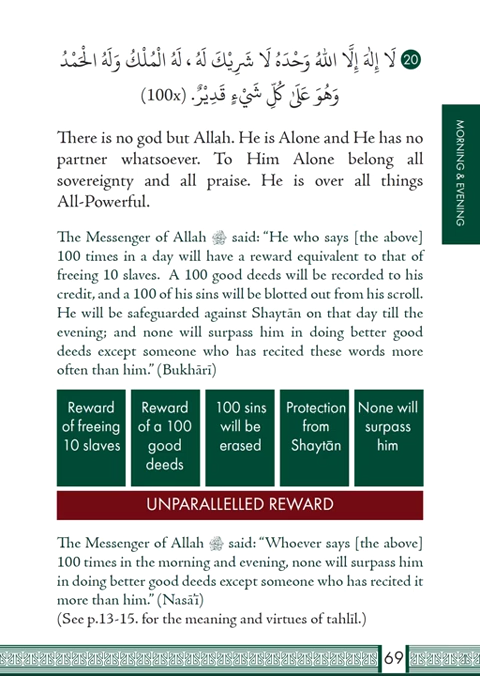 20 لَا إِلٰهَ إِلَّا اللهُ وَحْدَهُ لَا شَرِيْكَ لَهُ ، لَهُ الْمُلْكُ وَلَهُ الْحَمْدُ
وَهُوَ عَلَىٰ كُلِّ شَيْءٍ قَدِيْرٌ. (100x)
There is no god but Allah. He is Alone and He has no
partner whatsoever. To Him Alone belong all
sovereignty and all praise. He is over all things
All-Powerful.
MORNING & EVENING
The Messenger of Allah ﷺ said: “He who says [the above]
100 times in a day will have a reward equivalent to that of
freeing 10 slaves. A 100 good deeds will be recorded to his
credit, and a 100 of his sins will be blotted out from his scroll.
He will be safeguarded against Shayṭān on that day till the
evening; and none will surpass him in doing better good
deeds except someone who has recited these words more
often than him.” (Bukhārī)
Reward
of freeing
10 slaves
Reward
of a 100
good
deeds
100 sins
will be
erased
Protection
from
Shayṭān
None will
surpass
him
UNPARALLELLED REWARD
The Messenger of Allah ﷺ said: “Whoever says [the above]
100 times in the morning and evening, none will surpass him
in doing better good deeds except someone who has recited it
more than him.” (Nasā’ī)
(See p.13-15. for the meaning and virtues of tahlīl.)
69